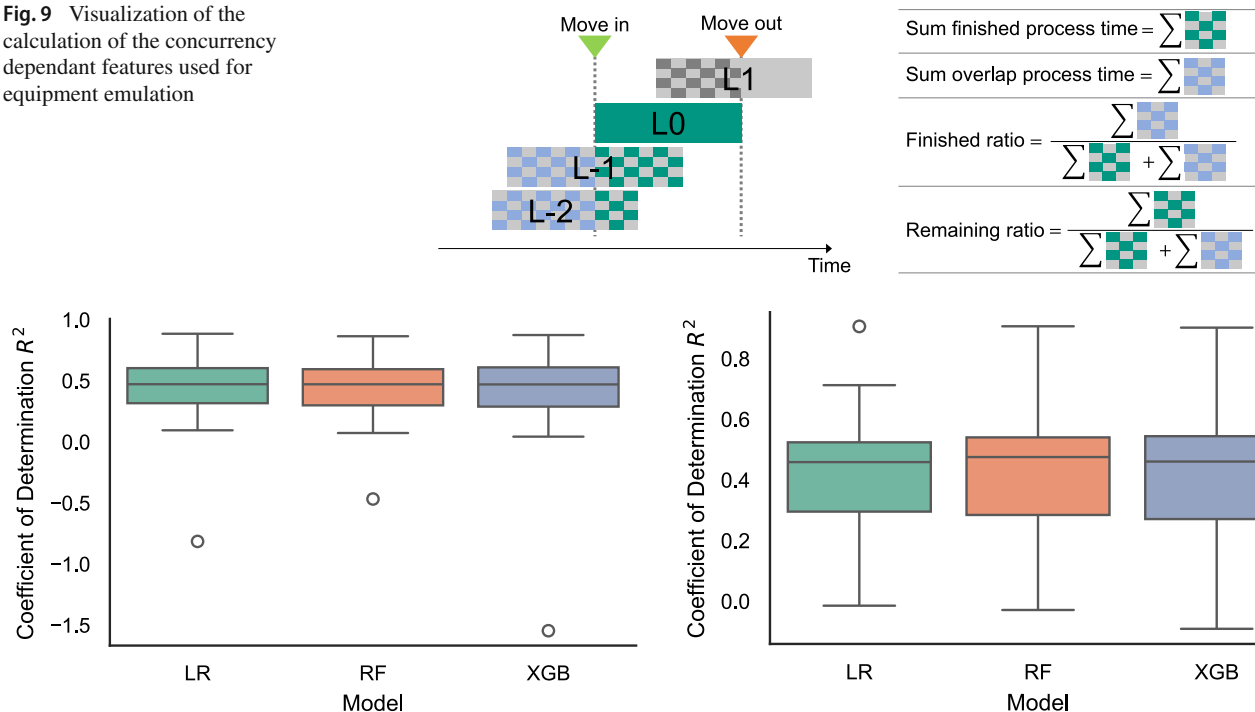 Fig. 9 Visualization of the
calculation of the concurrency
dependant features used for
equipment emulation
Move in
Move out
L1
L0
L-1
L-2
Time
Sum finished process time = ∑
Sum overlap process time = ∑
Finished ratio = ∑ / ∑ + ∑
Remaining ratio = ∑ / ∑ + ∑
Coefficient of Determination R²
1.0
0.5
0.0
−0.5
−1.0
−1.5
LR
RF
XGB
Model
Coefficient of Determination R²
0.8
0.6
0.4
0.2
0.0
LR
RF
XGB
Model